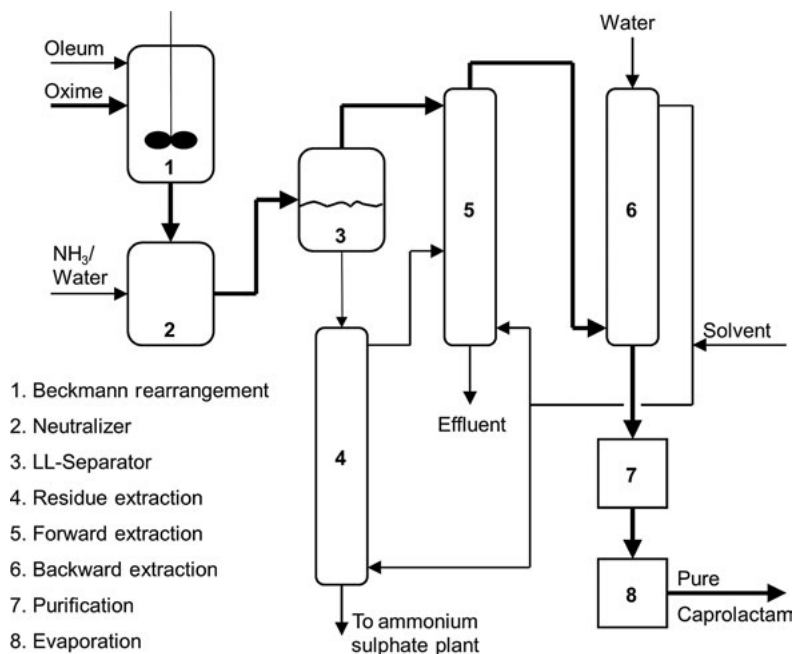 Oleum
Oxime
1
NH₃/
Water
2
3
4
To ammonium
sulphate plant
5
Effluent
Water
6
Solvent
7
8
Pure
Caprolactam
1. Beckmann rearrangement
2. Neutralizer
3. LL-Separator
4. Residue extraction
5. Forward extraction
6. Backward extraction
7. Purification
8. Evaporation